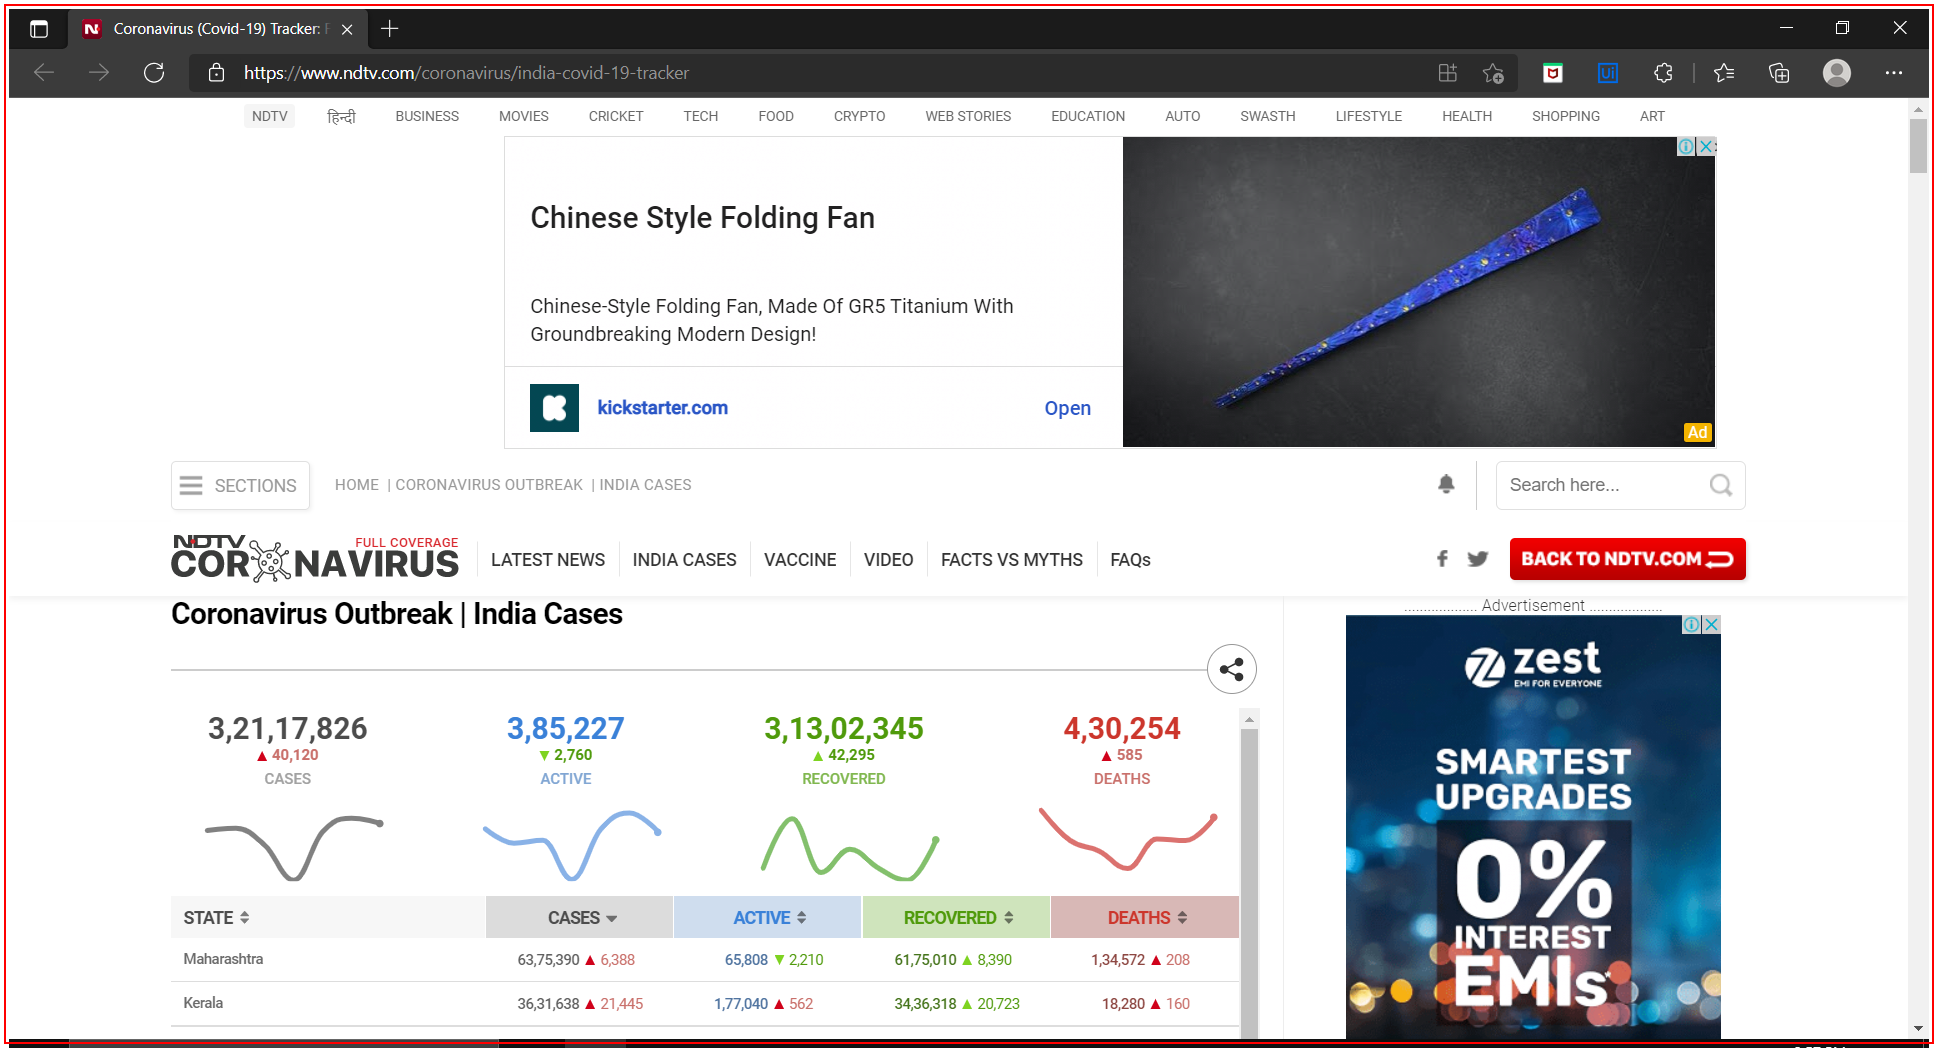 Coronavirus (Covid-19) Tracker:
https://www.ndtv.com/coronavirus/india-covid-19-tracker
NDTV हिन्दी BUSINESS MOVIES CRICKET TECH FOOD CRYPTO WEB STORIES EDUCATION AUTO SWASTH LIFESTYLE HEALTH SHOPPING ART
Chinese Style Folding Fan
Chinese-Style Folding Fan, Made Of GR5 Titanium With
Groundbreaking Modern Design!
kickstarter.com Open
Ad
SECTIONS HOME | CORONAVIRUS OUTBREAK | INDIA CASES Search here...
NDTV FULL COVERAGE
CORONAVIRUS LATEST NEWS INDIA CASES VACCINE VIDEO FACTS VS MYTHS FAQs BACK TO NDTV.COM
Coronavirus Outbreak | India Cases
3,21,17,826 3,85,227 3,13,02,345 4,30,254
▲ 40,120 ▼ 2,760 ▲ 42,295 ▲ 585
CASES ACTIVE RECOVERED DEATHS
STATE CASES ACTIVE RECOVERED DEATHS
Maharashtra 63,75,390 ▲ 6,388 65,808 ▼ 2,210 61,75,010 ▲ 8,390 1,34,572 ▲ 208
Kerala 36,31,638 ▲ 21,445 1,77,040 ▲ 562 34,36,318 ▲ 20,723 18,280 ▲ 160
................... Advertisement ...................
zest
EMI FOR EVERYONE
SMARTEST
UPGRADES
0%
INTEREST
EMIs*